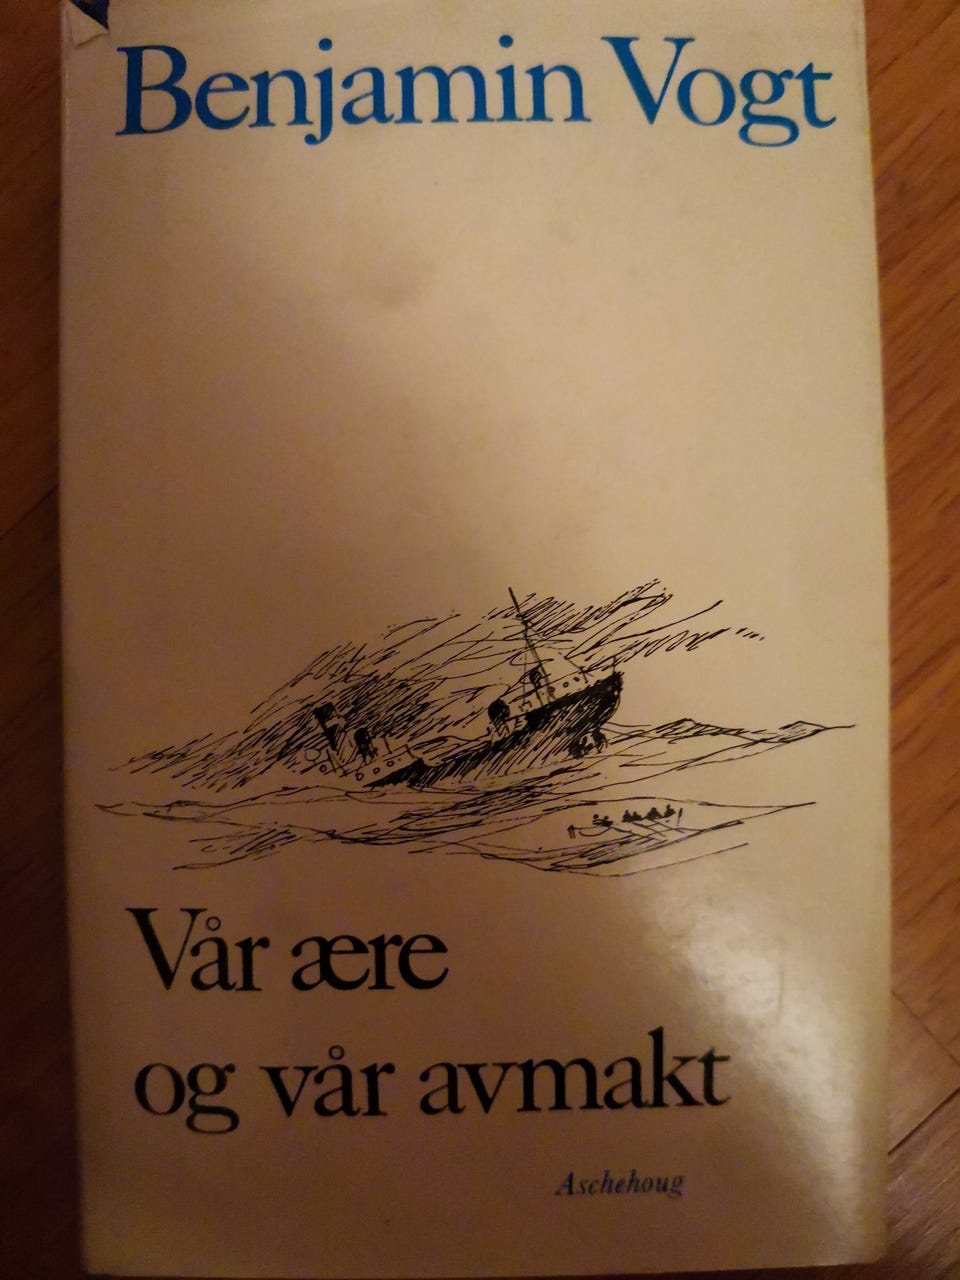 Benjamin Vogt
Vår ære
og vår avmakt
Aschehoug